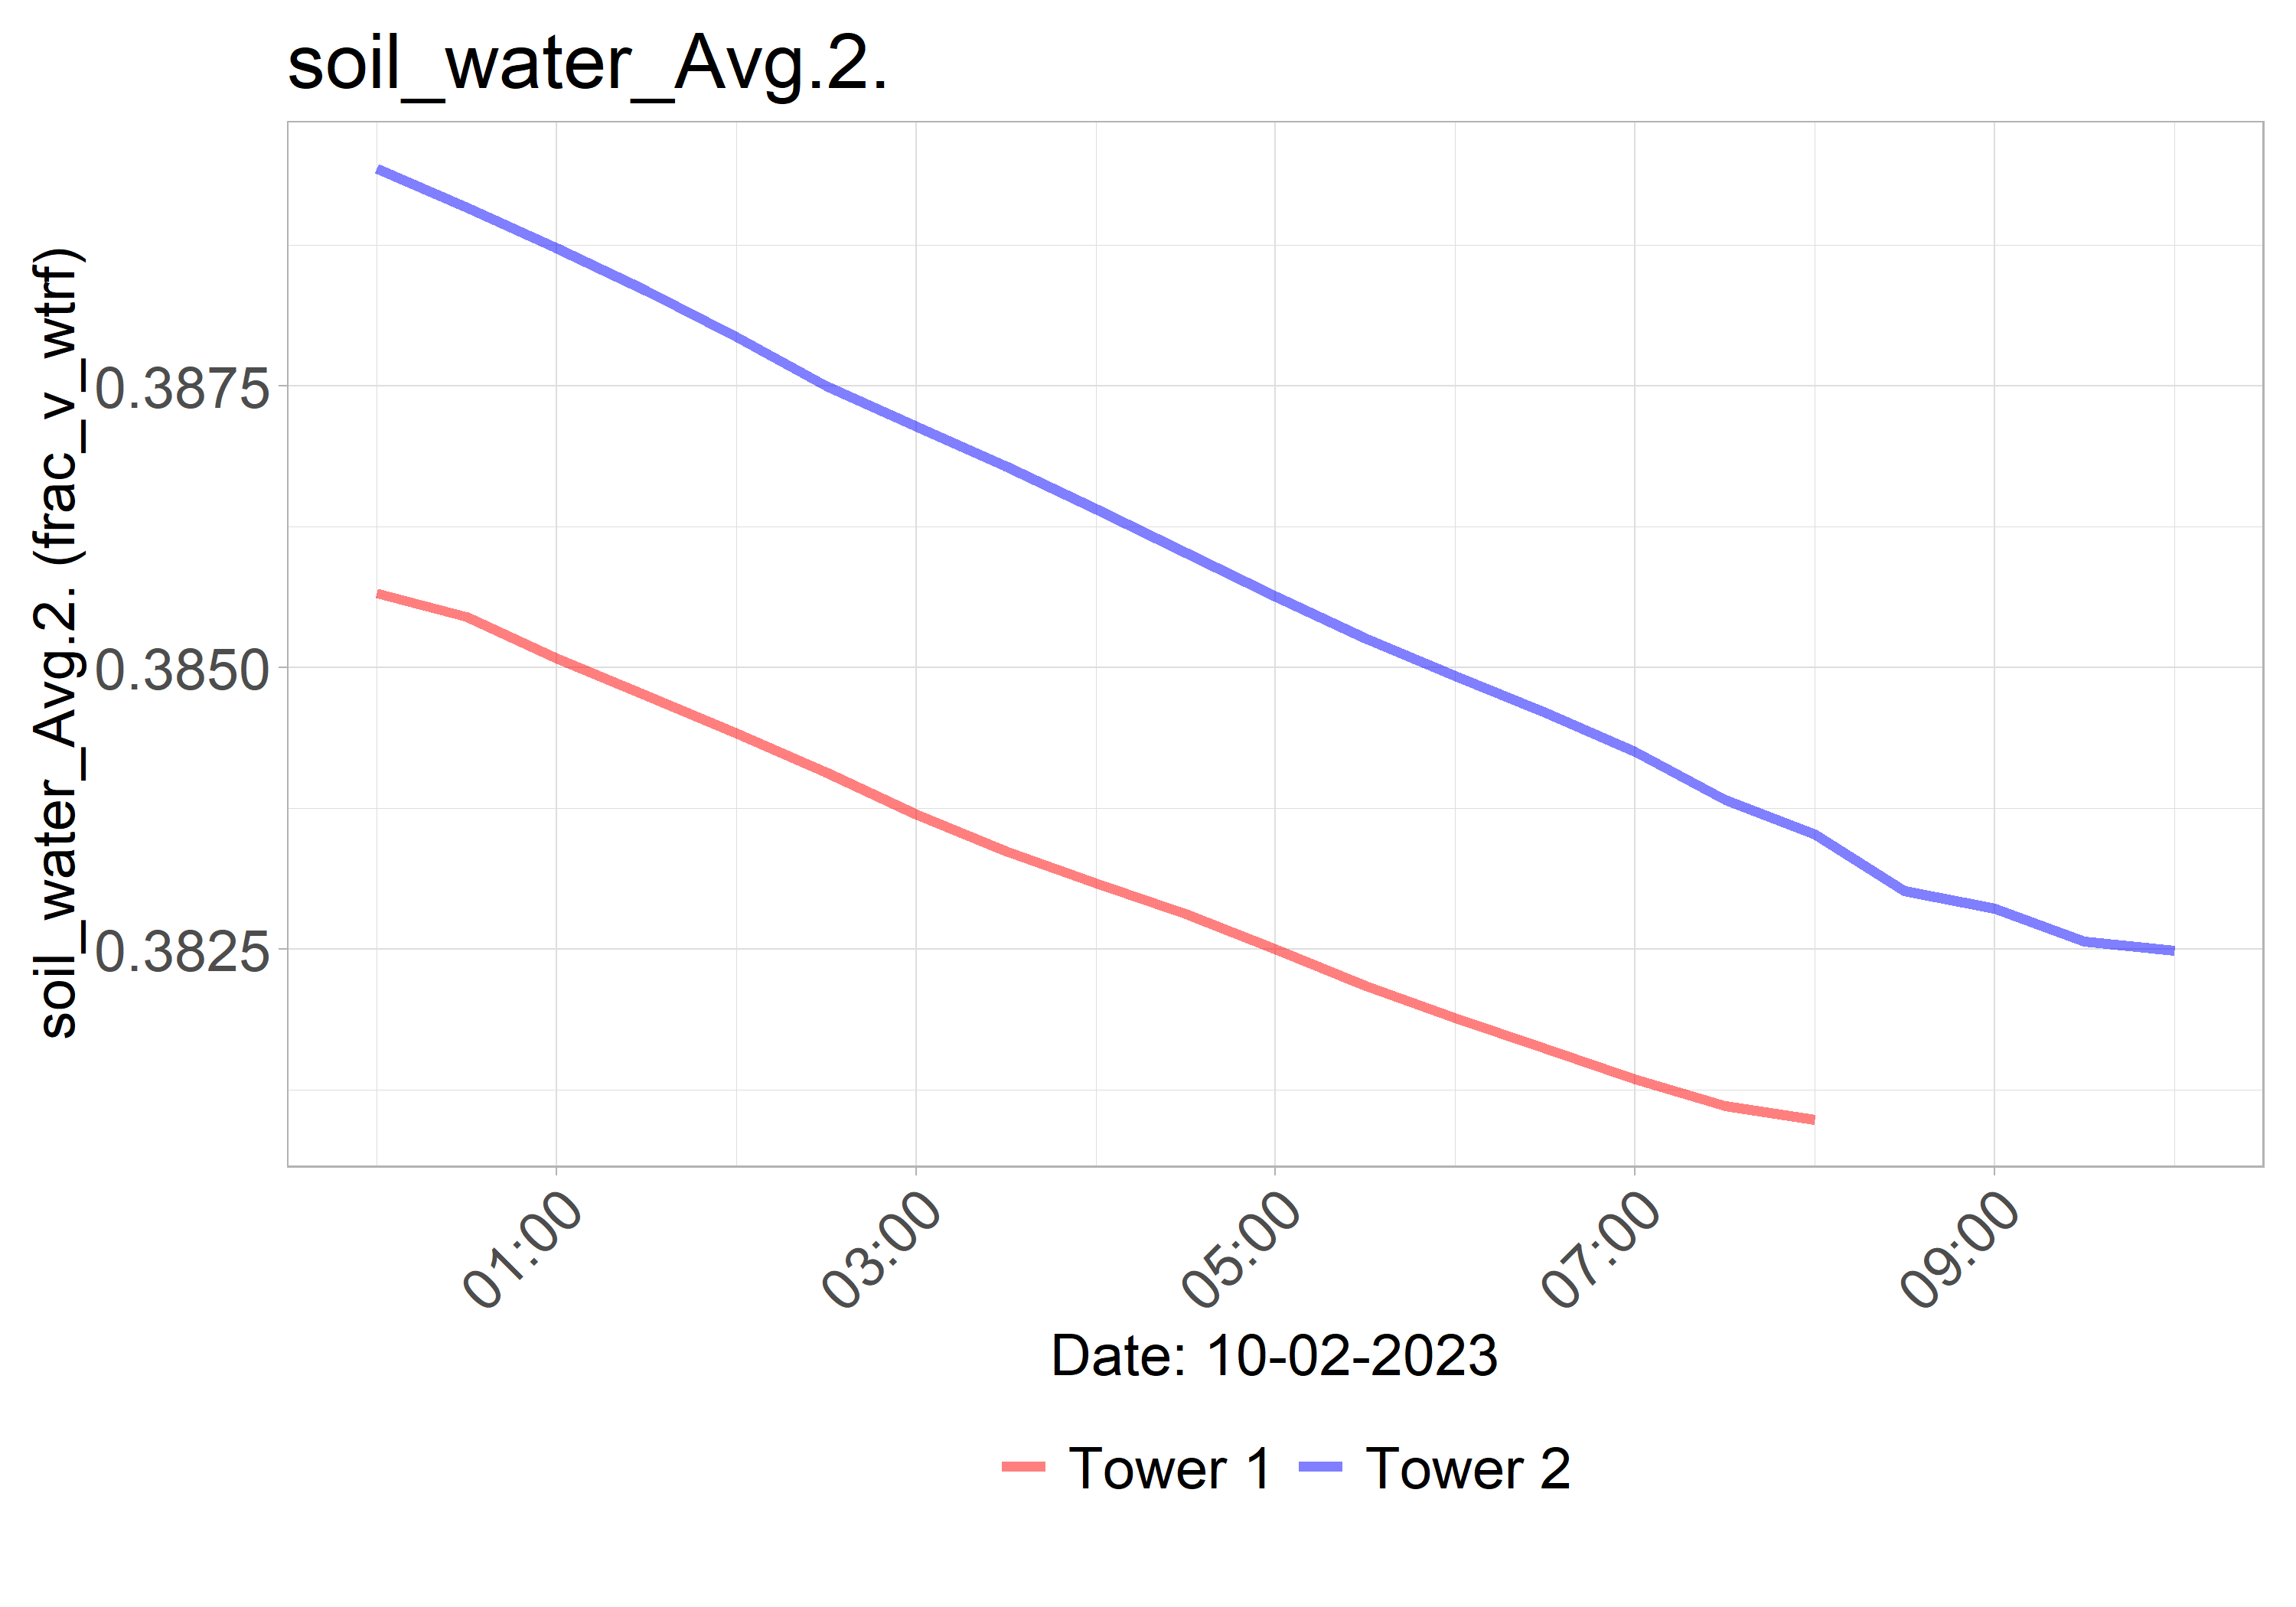 soil_water_Avg.2.
soil_water_Avg.2. (frac_v_wtrf)
0.3875
0.3850
0.3825
01:00
03:00
05:00
07:00
09:00
Date: 10-02-2023
Tower 1
Tower 2